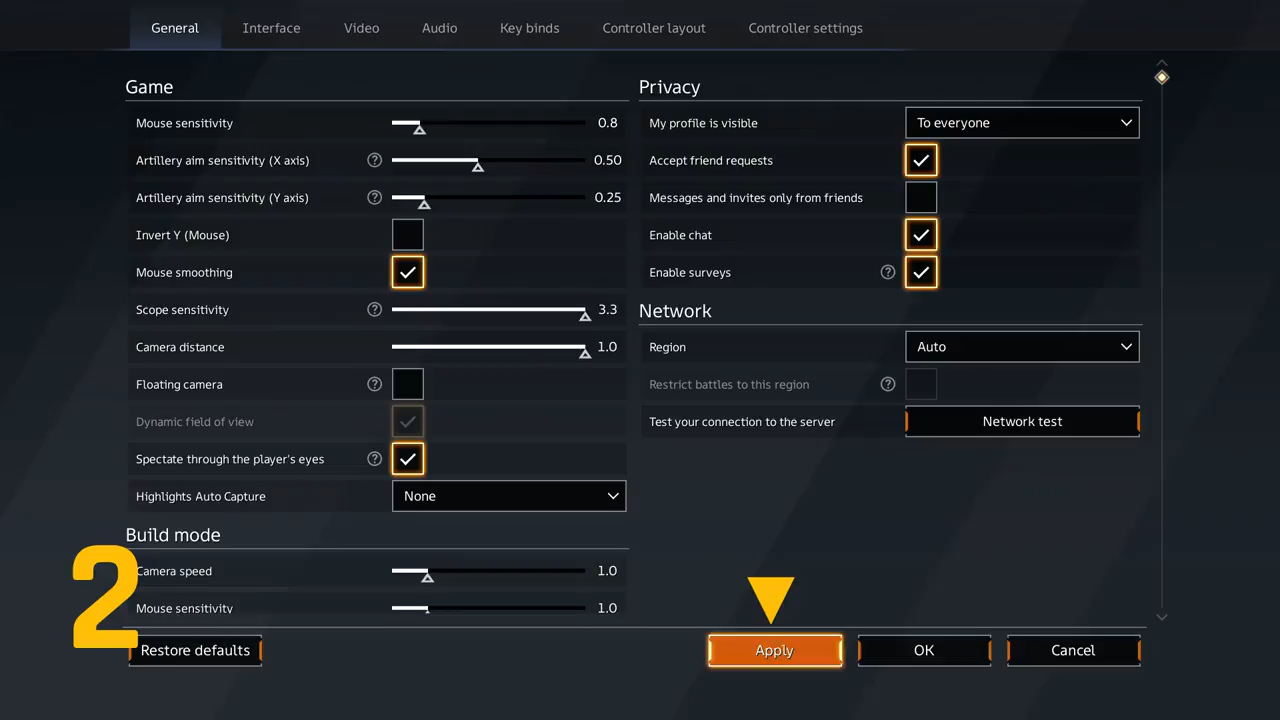 General Interface Video Audio Key binds Controller layout Controller settings
Game
Mouse sensitivity 0.8
Artillery aim sensitivity (X axis) ? 0.50
Artillery aim sensitivity (Y axis) ? 0.25
Invert Y (Mouse)
Mouse smoothing
Scope sensitivity ? 3.3
Camera distance 1.0
Floating camera ?
Dynamic field of view
Spectate through the player's eyes ?
Highlights Auto Capture None
Build mode
Camera speed 1.0
Mouse sensitivity 1.0
Privacy
My profile is visible To everyone
Accept friend requests
Messages and invites only from friends
Enable chat
Enable surveys ?
Network
Region Auto
Restrict battles to this region ?
Test your connection to the server Network test
2
Restore defaults Apply OK Cancel